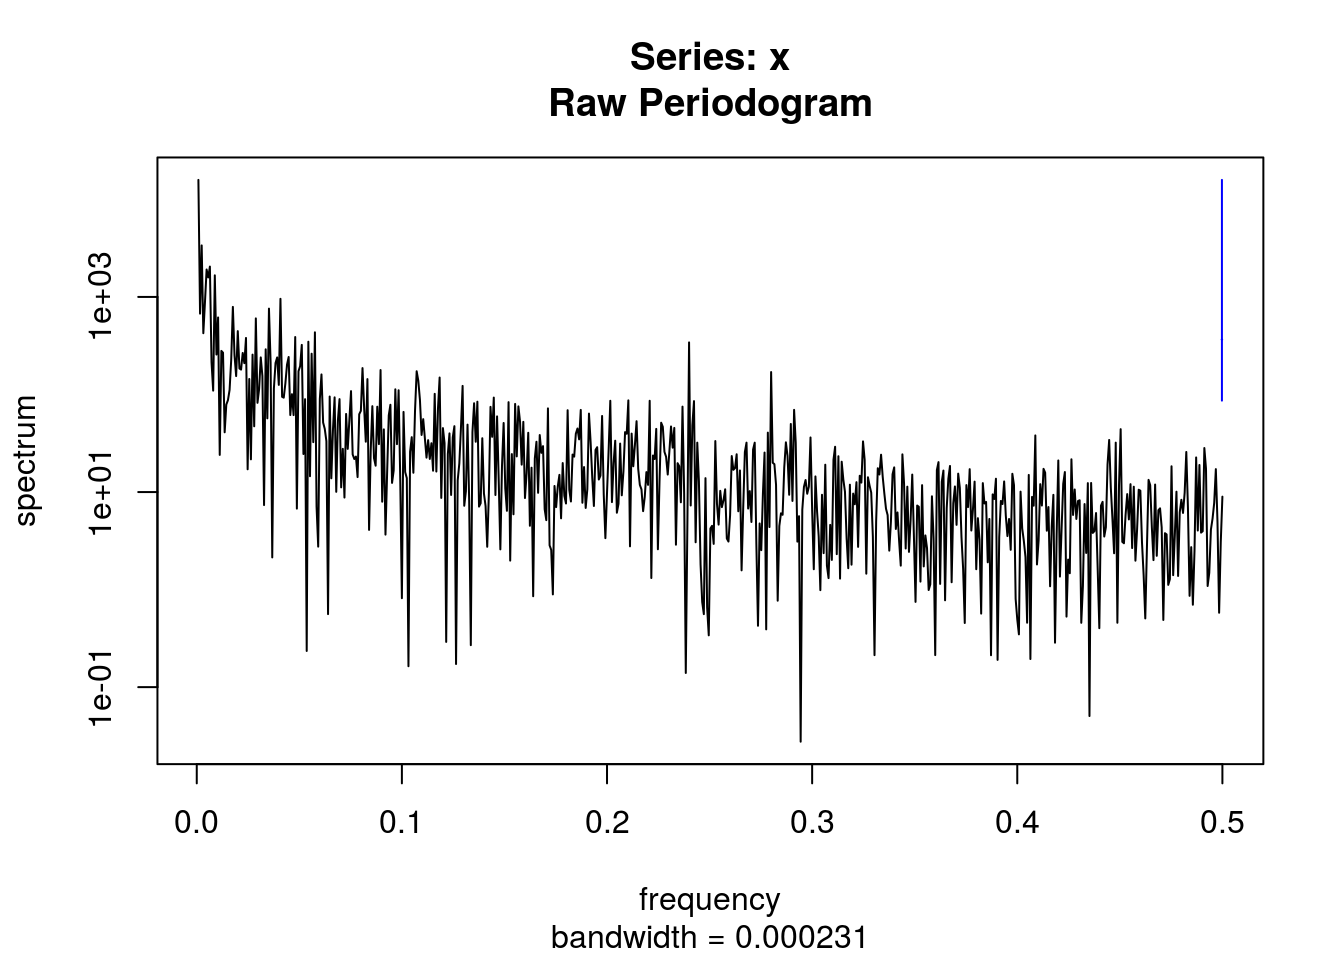 Series: x
Raw Periodogram
spectrum
1e+03
1e+01
1e-01
0.0 0.1 0.2 0.3 0.4 0.5
frequency
bandwidth = 0.000231